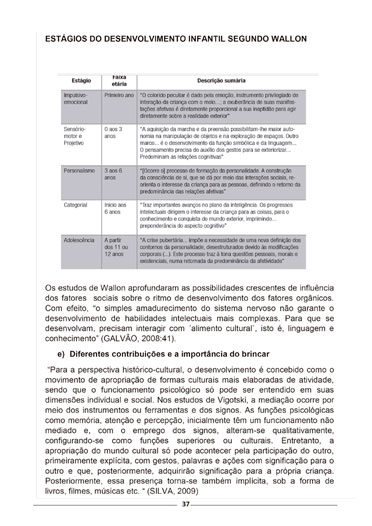 ESTÁGIOS DO DESENVOLVIMENTO INFANTIL SEGUNDO WALLON
Estágio Faixa etária Descrição sumária
Impulsivo-emocional Primeiro ano "O colorido peculiar é dado pela emoção, instrumento privilegiado de
interação da criança com o meio...; a exuberância de suas manifes-
tações afetivas é diretamente proporcional a sua inaptidão para agir
diretamente sobre a realidade exterior"
Sensório-motor e Projetivo 0 aos 3 anos "A aquisição da marcha e da preensão possibilitam-lhe maior auto-
nomia na manipulação de objetos e na exploração de espaços. Outro
marco... é o desenvolvimento da função simbólica e da linguagem...
O pensamento precisa do auxílio dos gestos para se exteriorizar...
Predominam as relações cognitivas"
Personalismo 3 aos 6 anos "[Ocorre o] processo de formação da personalidade. A construção
da consciência de si, que se dá por meio das interações sociais, re-
orienta o interesse da criança para as pessoas, definindo o retorno da
predominância das relações afetivas"
Categorial Início aos 6 anos "Traz importantes avanços no plano da inteligência. Os progressos
intelectuais dirigem o interesse da criança para as coisas, para o
conhecimento e conquista do mundo exterior, imprimindo...
preponderância do aspecto cognitivo"
Adolescência A partir dos 11 ou 12 anos "A crise pubertária... impõe a necessidade de uma nova definição dos
contornos da personalidade, desestruturados devido às modificações
corporais (...). Este processo traz à tona questões pessoais, morais e
existenciais, numa retomada da predominância da afetividade"
Os estudos de Wallon aprofundaram as possibilidades crescentes de influência
dos fatores sociais sobre o ritmo de desenvolvimento dos fatores orgânicos.
Com efeito, "o simples amadurecimento do sistema nervoso não garante o
desenvolvimento de habilidades intelectuais mais complexas. Para que se
desenvolvam, precisam interagir com ´alimento cultural`, isto é, linguagem e
conhecimento" (GALVÃO, 2008:41).
e) Diferentes contribuições e a importância do brincar
"Para a perspectiva histórico-cultural, o desenvolvimento é concebido como o
movimento de apropriação de formas culturais mais elaboradas de atividade,
sendo que o funcionamento psicológico só pode ser entendido em suas
dimensões individual e social. Nos estudos de Vigotski, a mediação ocorre por
meio dos instrumentos ou ferramentas e dos signos. As funções psicológicas
como memória, atenção e percepção, inicialmente têm um funcionamento não
mediado e, com o emprego dos signos, alteram-se qualitativamente,
configurando-se como funções superiores ou culturais. Entretanto, a
apropriação do mundo cultural só pode acontecer pela participação do outro,
primeiramente explícita, com gestos, palavras e ações com significação para o
outro e que, posteriormente, adquirirão significação para a própria criança.
Posteriormente, essa presença torna-se também implícita, sob a forma de
livros, filmes, músicas etc. " (SILVA, 2009)
37